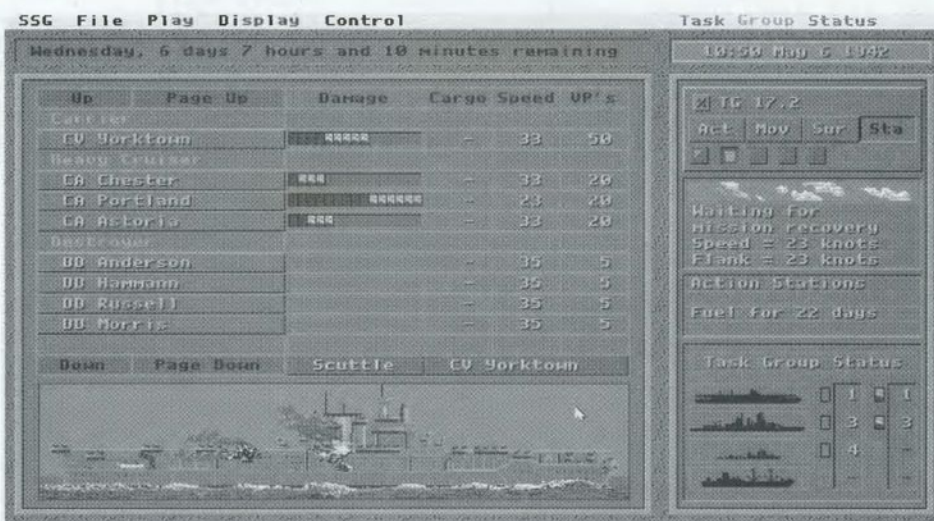 SSG File Play Display Control Task Group Status
Wednesday, 6 days 7 hours and 10 minutes remaining
10:50 May 6 1942
Up Page Up Damage Cargo Speed VP's
Carrier
CV Yorktown - 33 50
Heavy Cruiser
CA Chester - 33 20
CA Portland - 23 20
CA Astoria - 33 20
Destroyer
DD Anderson - 35 5
DD Hammann - 35 5
DD Russell - 35 5
DD Morris - 35 5
Down Page Down Scuttle CV Yorktown
TG 17.2
Act Mov Sur Sta
Waiting for
mission recovery
Speed = 23 knots
Flank = 23 knots
Action Stations
Fuel for 22 days
Task Group Status
1 1
3 3
4 -
- -